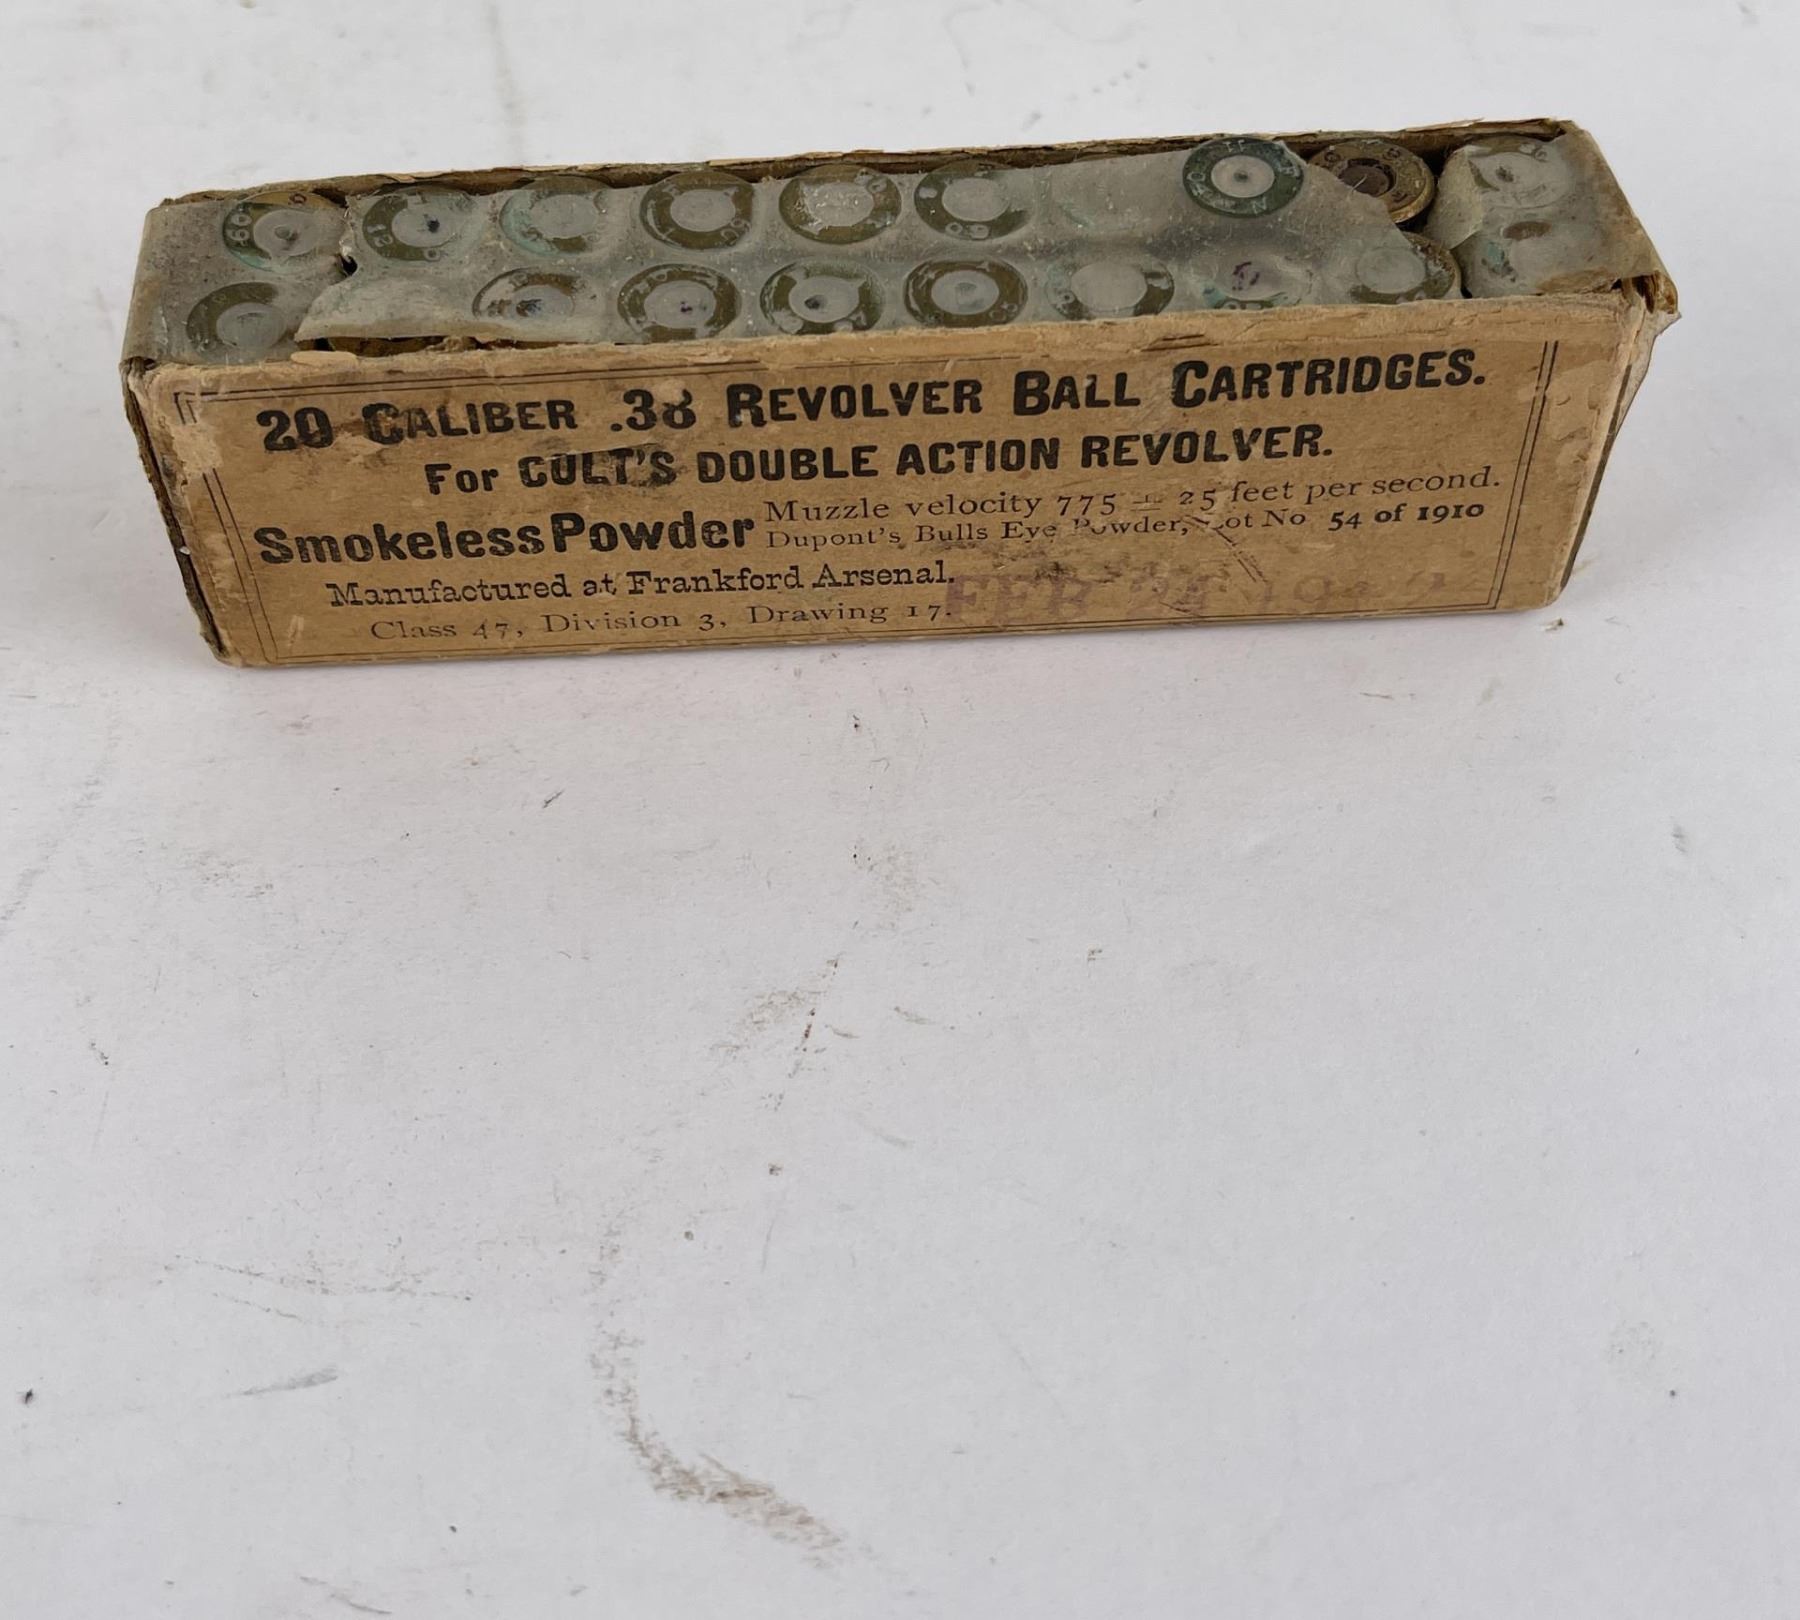 20 CALIBER .38 REVOLVER BALL CARTRIDGES.
For COLT'S DOUBLE ACTION REVOLVER.
Smokeless Powder
Muzzle velocity 775 ± 25 feet per second.
Dupont's Bulls Eye Powder, Lot No 54 of 1910
Manufactured at Frankford Arsenal.
Class 47, Division 3, Drawing 17.
FEB 24